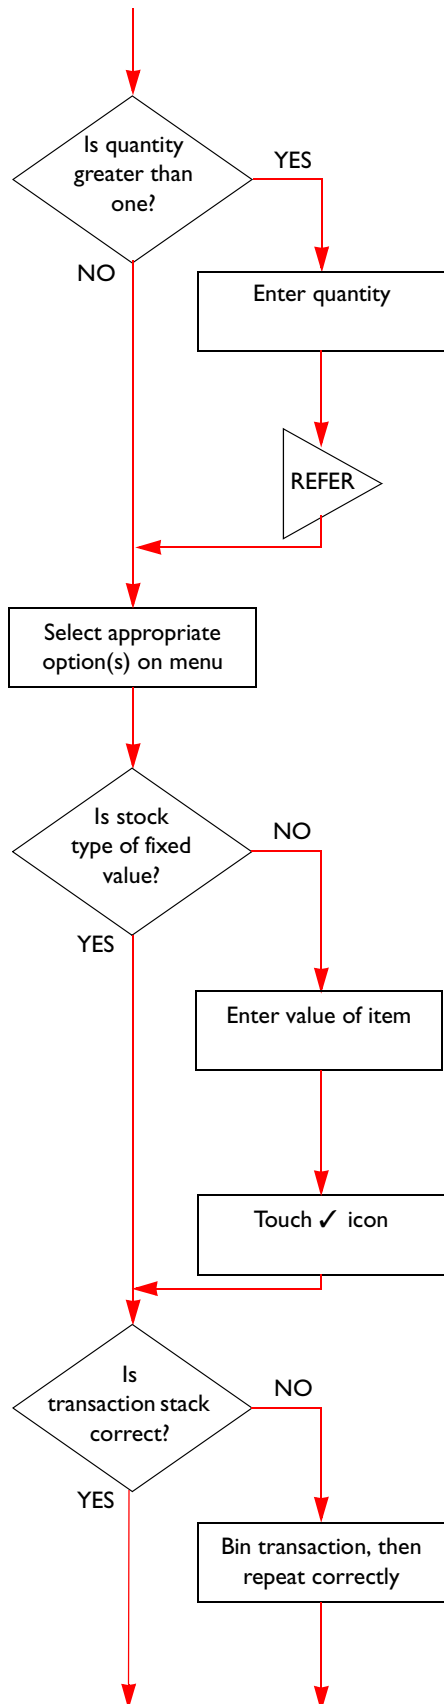 Is quantity
greater than
one?
YES
NO
Enter quantity
REFER
Select appropriate
option(s) on menu
Is stock
type of fixed
value?
NO
YES
Enter value of item
Touch ✓ icon
Is
transaction stack
correct?
NO
YES
Bin transaction, then
repeat correctly